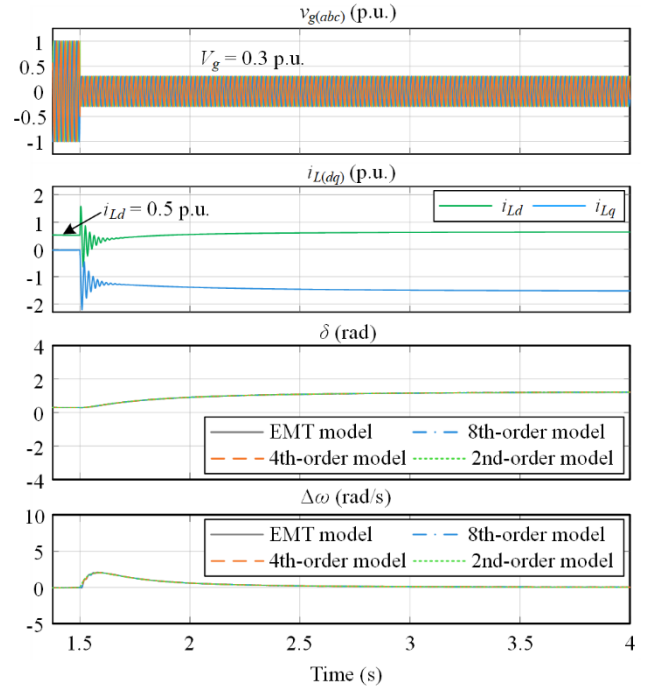 v_g(abc) (p.u.)
1
0.5
0
-0.5
-1
V_g = 0.3 p.u.
i_L(dq) (p.u.)
2
1
0
-1
-2
i_Ld = 0.5 p.u.
i_Ld i_Lq
δ (rad)
4
2
0
-2
-4
EMT model 8th-order model
4th-order model 2nd-order model
Δω (rad/s)
10
5
0
-5
EMT model 8th-order model
4th-order model 2nd-order model
1.5 2 2.5 3 3.5 4
Time (s)